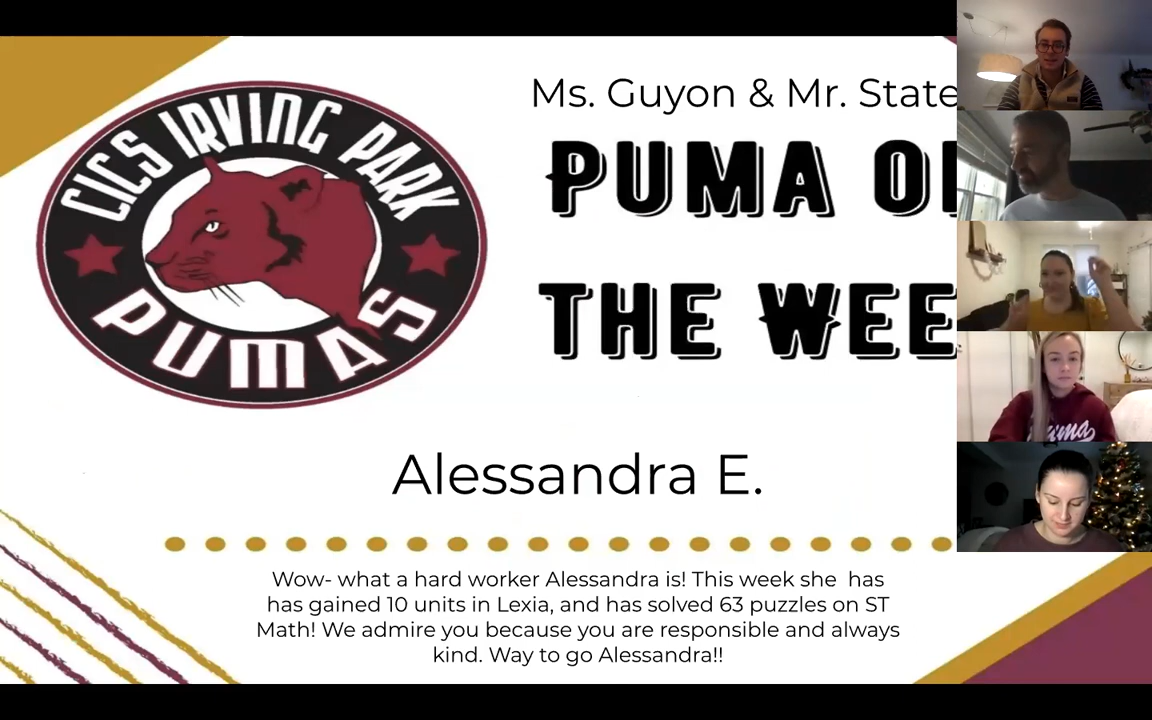 CICS IRVING PARK
PUMAS
Ms. Guyon & Mr. State
PUMA O
THE WEE
Alessandra E.
Wow- what a hard worker Alessandra is! This week she has
has gained 10 units in Lexia, and has solved 63 puzzles on ST
Math! We admire you because you are responsible and always
kind. Way to go Alessandra!!